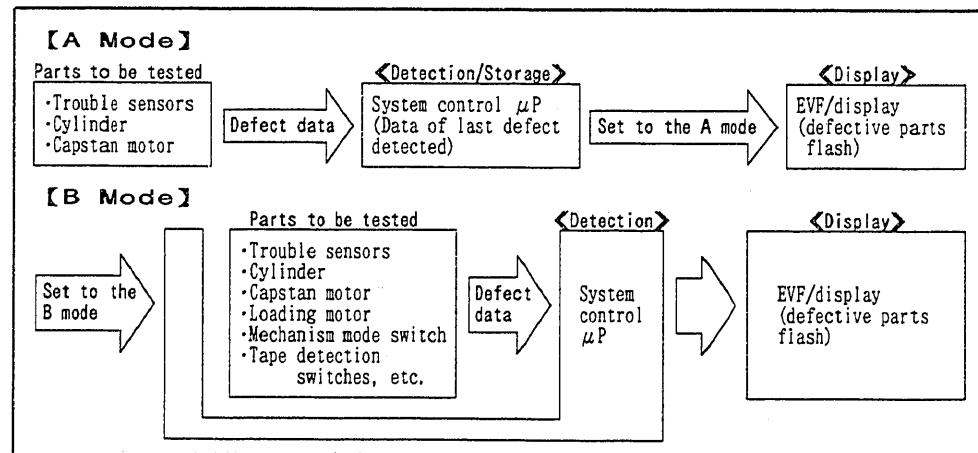 【A Mode】
Parts to be tested
・Trouble sensors
・Cylinder
・Capstan motor
Defect data
《Detection/Storage》
System control μP
(Data of last defect
detected)
Set to the A mode
《Display》
EVF/display
(defective parts
flash)
【B Mode】
Set to the
B mode
Parts to be tested
・Trouble sensors
・Cylinder
・Capstan motor
・Loading motor
・Mechanism mode switch
・Tape detection
switches, etc.
Defect
data
《Detection》
System
control
μP
《Display》
EVF/display
(defective parts
flash)